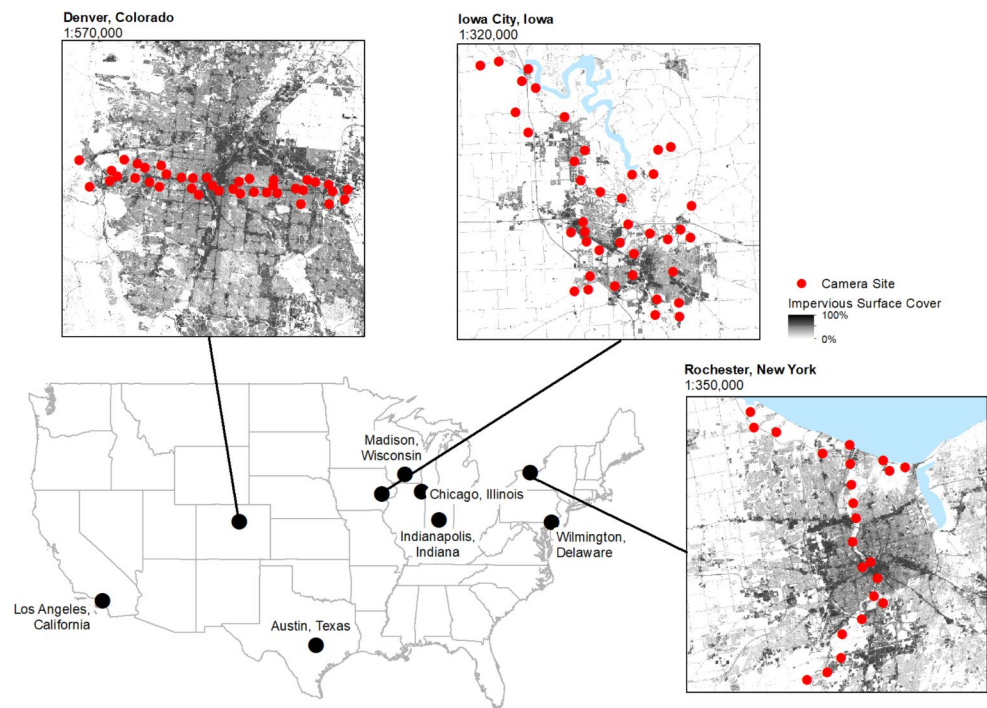 Denver, Colorado
1:570,000
Iowa City, Iowa
1:320,000
Camera Site
Impervious Surface Cover
100%
0%
Rochester, New York
1:350,000
Madison,
Wisconsin
Chicago, Illinois
Indianapolis,
Indiana
Wilmington,
Delaware
Los Angeles,
California
Austin, Texas